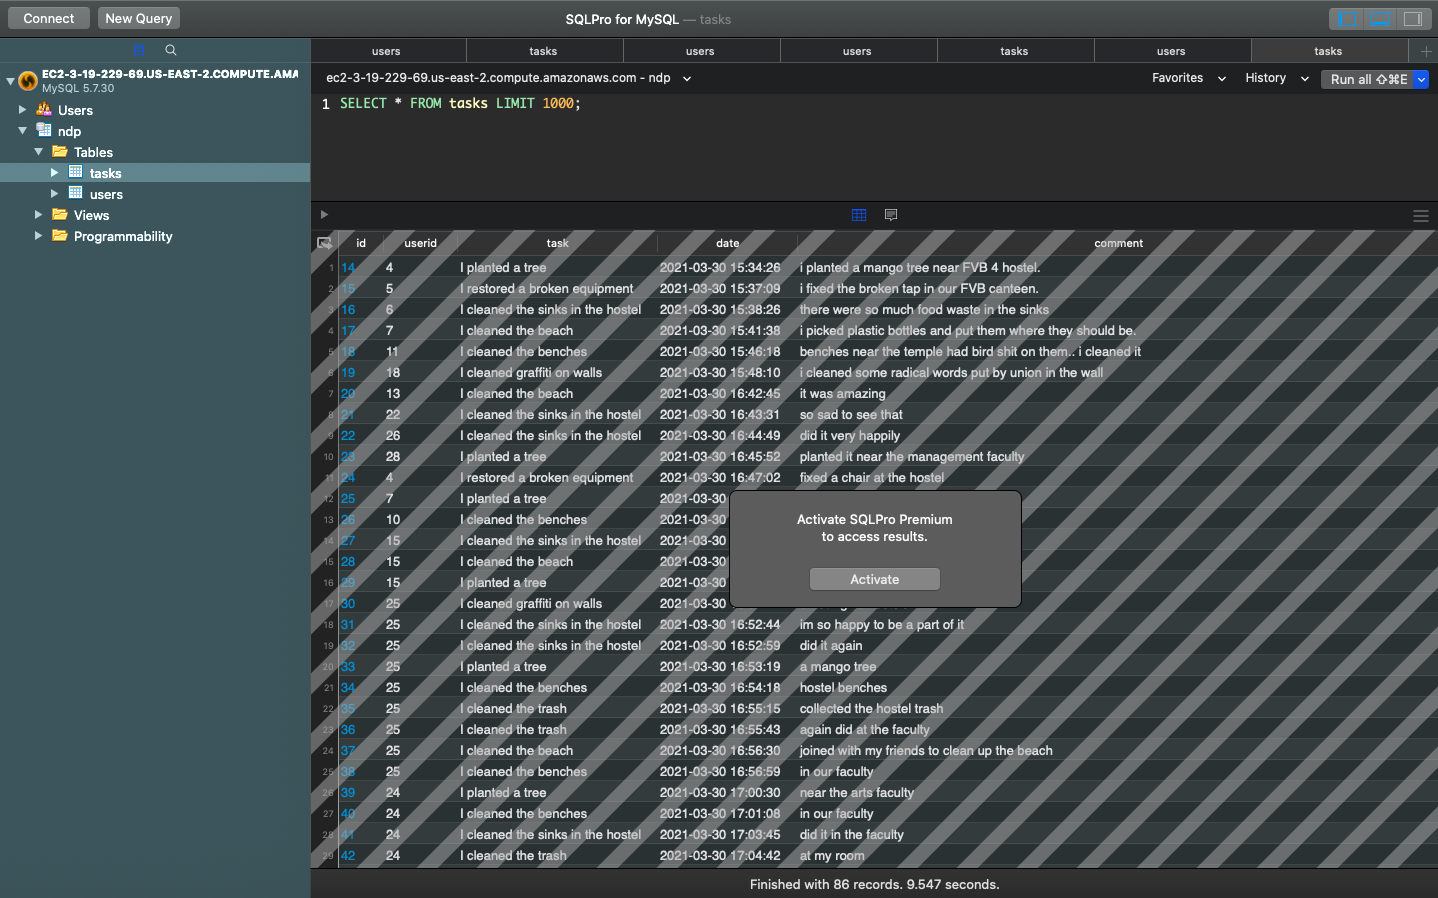 Connect New Query SQLPro for MySQL — tasks
users tasks users users tasks users tasks
EC2-3-19-229-69.US-EAST-2.COMPUTE.AMA
MySQL 5.7.30
Users
ndp
Tables
tasks
users
Views
Programmability
ec2-3-19-229-69.us-east-2.compute.amazonaws.com - ndp Favorites History Run all ⇧⌘E
1 SELECT * FROM tasks LIMIT 1000;
id userid task date comment
1 14 4 I planted a tree 2021-03-30 15:34:26 i planted a mango tree near FVB 4 hostel.
2 15 5 I restored a broken equipment 2021-03-30 15:37:09 i fixed the broken tap in our FVB canteen.
3 16 6 I cleaned the sinks in the hostel 2021-03-30 15:38:26 there were so much food waste in the sinks
4 17 7 I cleaned the beach 2021-03-30 15:41:38 i picked plastic bottles and put them where they should be.
5 18 11 I cleaned the benches 2021-03-30 15:46:18 benches near the temple had bird shit on them.. i cleaned it
6 19 18 I cleaned graffiti on walls 2021-03-30 15:48:10 i cleaned some radical words put by union in the wall
7 20 13 I cleaned the beach 2021-03-30 16:42:45 it was amazing
8 21 22 I cleaned the sinks in the hostel 2021-03-30 16:43:31 so sad to see that
9 22 26 I cleaned the sinks in the hostel 2021-03-30 16:44:49 did it very happily
10 23 28 I planted a tree 2021-03-30 16:45:52 planted it near the management faculty
11 24 4 I restored a broken equipment 2021-03-30 16:47:02 fixed a chair at the hostel
12 25 7 I planted a tree 2021-03-30
13 26 10 I cleaned the benches 2021-03-30
14 27 15 I cleaned the sinks in the hostel 2021-03-30
15 28 15 I cleaned the beach 2021-03-30
16 29 15 I planted a tree 2021-03-30
17 30 25 I cleaned graffiti on walls 2021-03-30
18 31 25 I cleaned the sinks in the hostel 2021-03-30 16:52:44 im so happy to be a part of it
19 32 25 I cleaned the sinks in the hostel 2021-03-30 16:52:59 did it again
20 33 25 I planted a tree 2021-03-30 16:53:19 a mango tree
21 34 25 I cleaned the benches 2021-03-30 16:54:18 hostel benches
22 35 25 I cleaned the trash 2021-03-30 16:55:15 collected the hostel trash
23 36 25 I cleaned the trash 2021-03-30 16:55:43 again did at the faculty
24 37 25 I cleaned the beach 2021-03-30 16:56:30 joined with my friends to clean up the beach
25 38 25 I cleaned the benches 2021-03-30 16:56:59 in our faculty
26 39 24 I planted a tree 2021-03-30 17:00:30 near the arts faculty
27 40 24 I cleaned the benches 2021-03-30 17:01:08 in our faculty
28 41 24 I cleaned the sinks in the hostel 2021-03-30 17:03:45 did it in the faculty
29 42 24 I cleaned the trash 2021-03-30 17:04:42 at my room
Activate SQLPro Premium
to access results.
Activate
Finished with 86 records. 9.547 seconds.